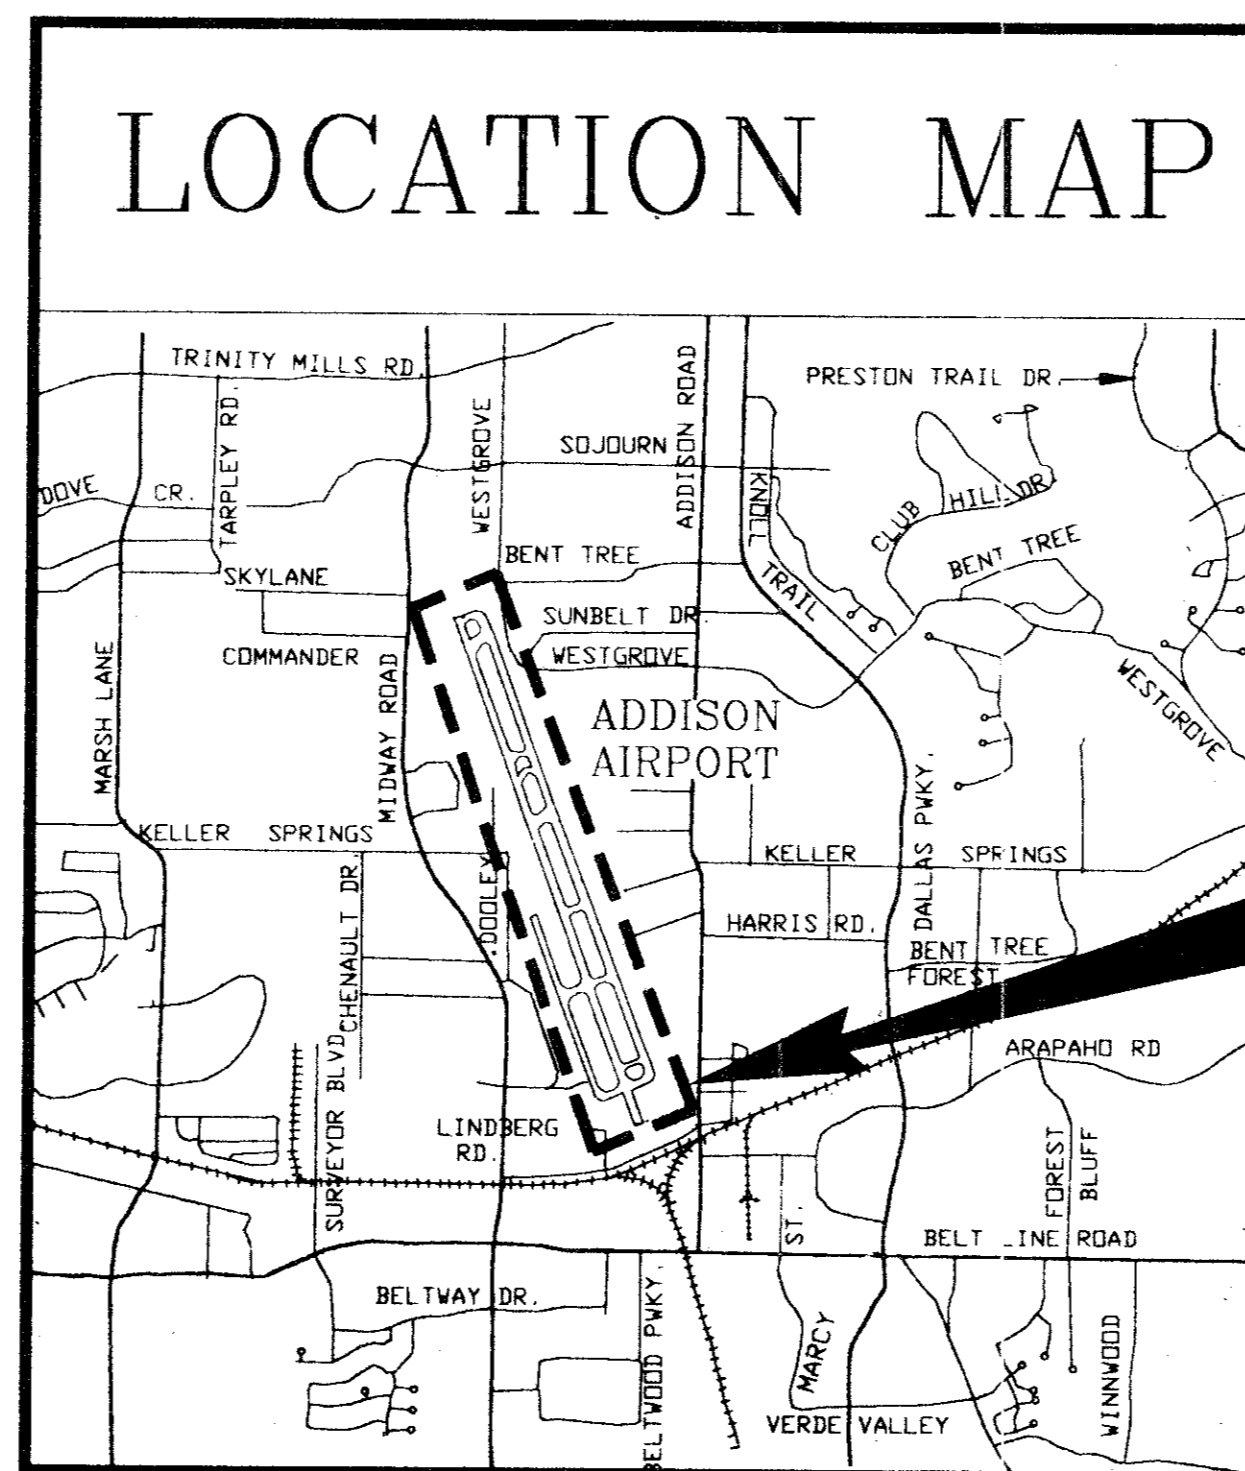 LOCATION MAP
TRINITY MILLS RD.
TARPLEY RD.
WESTGROVE
SOJOURN
ADDISON ROAD
PRESTON TRAIL DR.
DOVE CR.
KNOLL TRAIL
CLUB HILL DR.
BENT TREE
SKYLANE
BENT TREE
SUNBELT DR.
COMMANDER
WESTGROVE
WESTGROVE
MARSH LANE
MIDWAY ROAD
ADDISON
AIRPORT
DALLAS PWKY.
KELLER SPRINGS
KELLER SPRINGS
CHENAULT DR.
DOOLEY
HARRIS RD.
BENT TREE
FOREST
ARAPAHO RD
SURVEYOR BLVD.
LINDBERG
RD.
FOREST
BLUFF
BELT LINE ROAD
BELTWAY DR.
BELTWOOD PWKY.
MARCY ST.
VERDE VALLEY
WINNWOOD